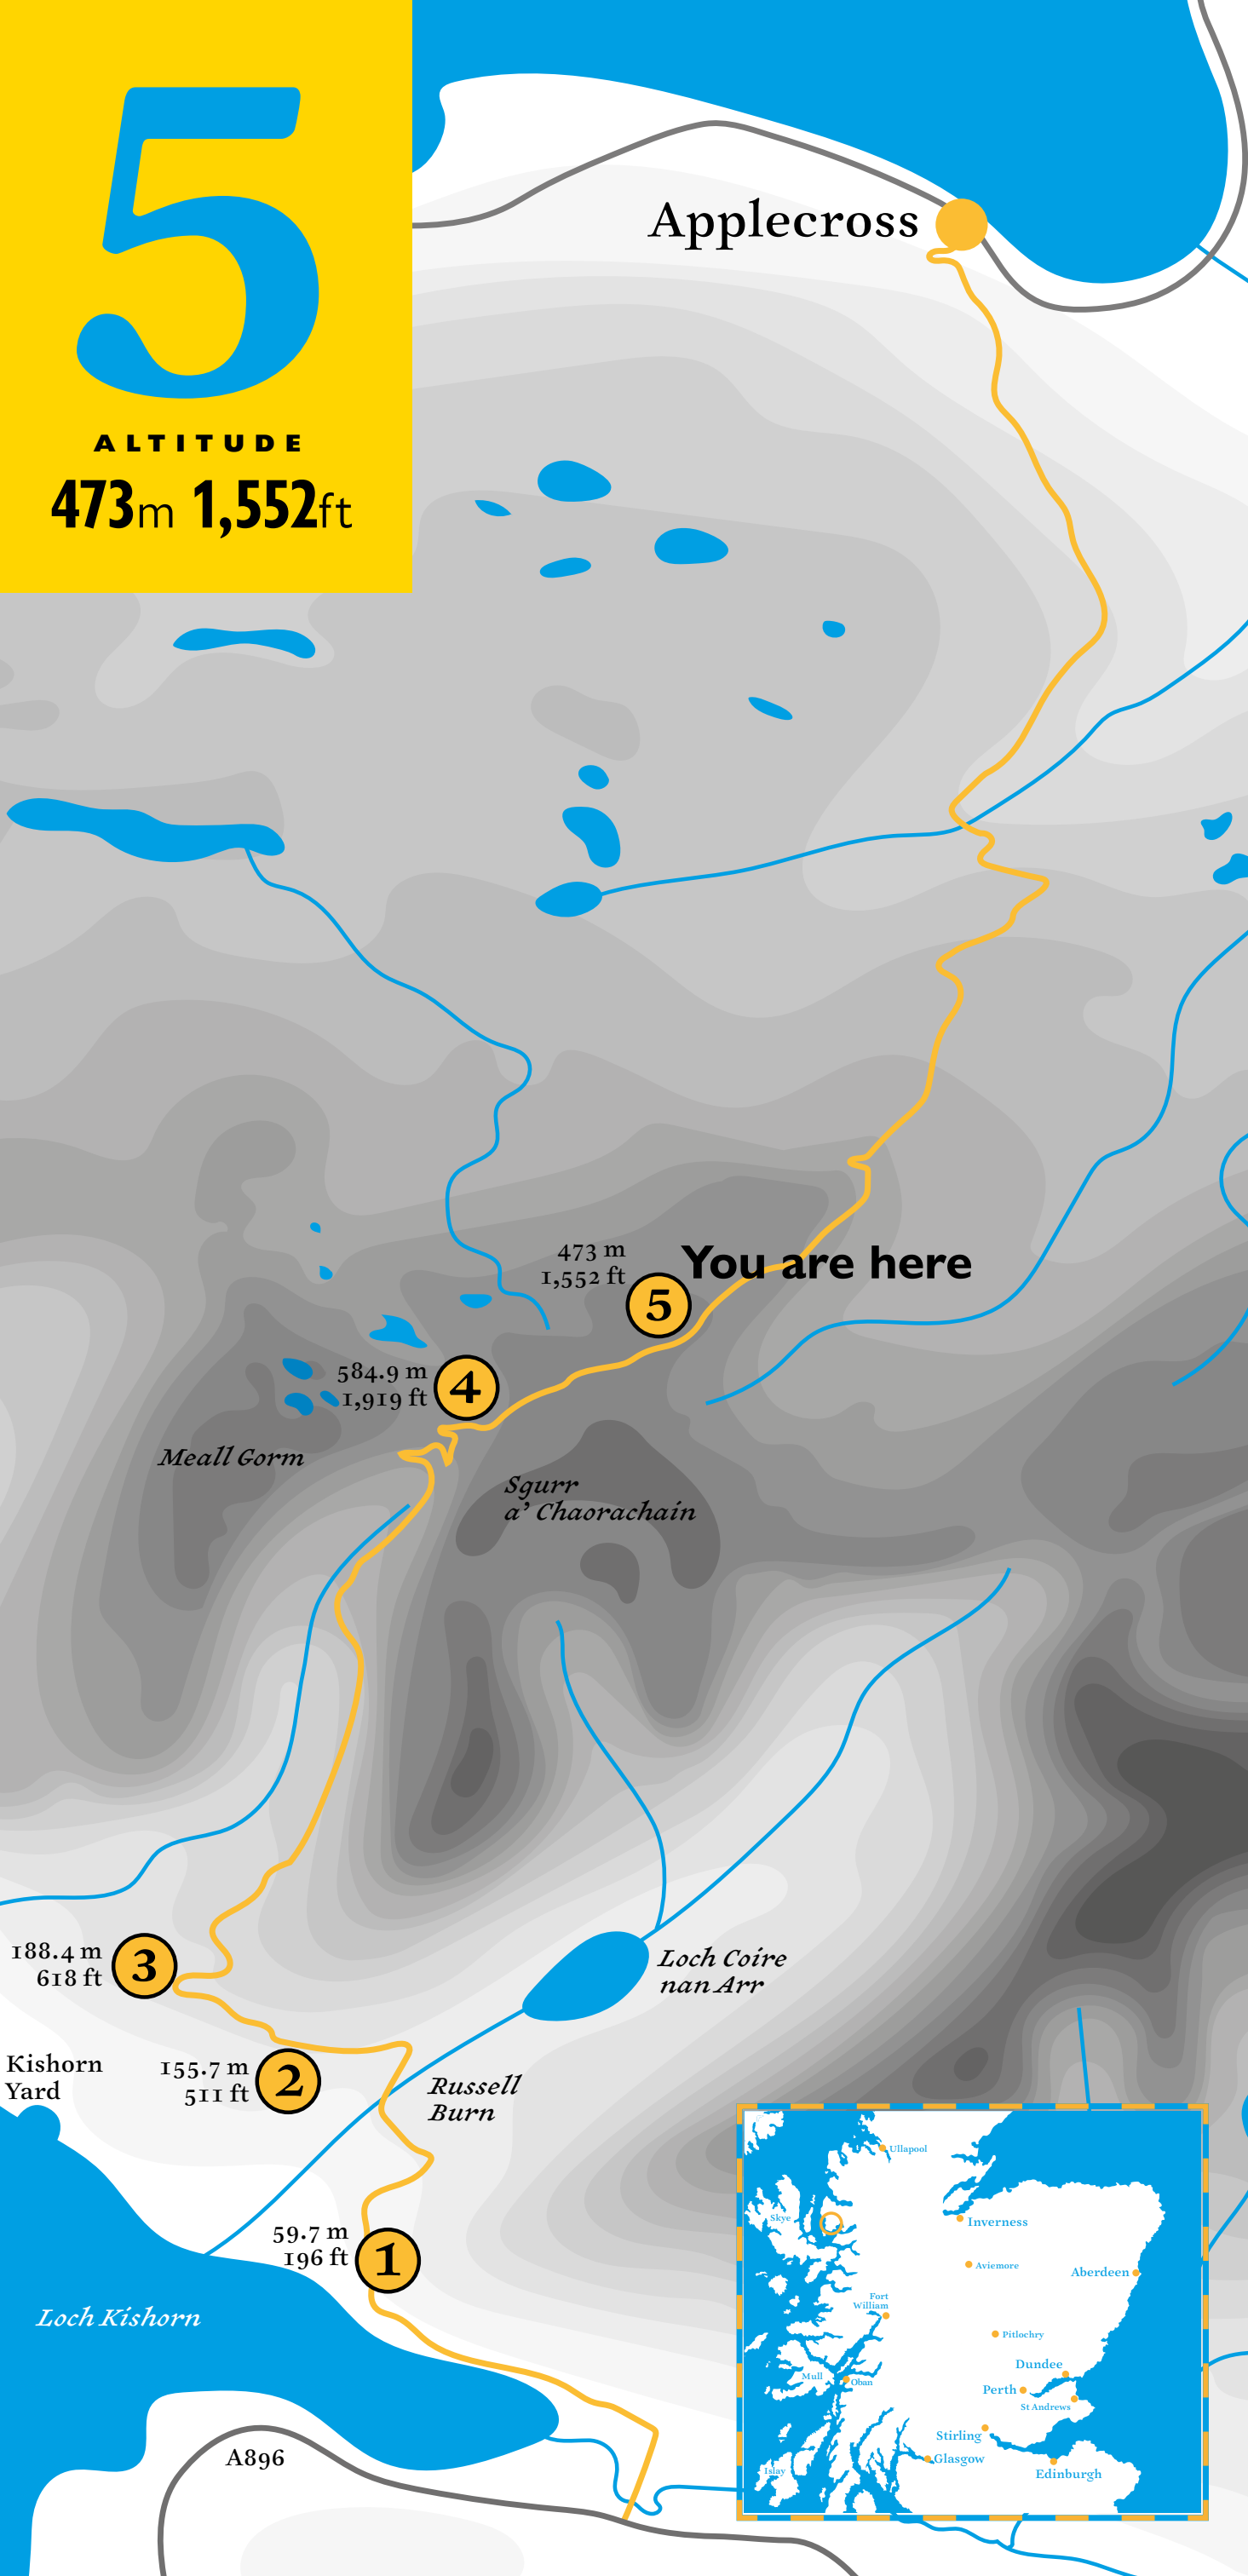 5
ALTITUDE
473m 1,552ft
Applecross
473 m
1,552 ft
5
You are here
584.9 m
1,919 ft
4
Meall Gorm
Sgurr
a’ Chaorachain
188.4 m
618 ft
3
Loch Coire
nan Arr
Kishorn
Yard
155.7 m
511 ft
2
Russell
Burn
59.7 m
196 ft
1
Loch Kishorn
A896
Ullapool
Skye
Inverness
Aviemore
Aberdeen
Fort
William
Pitlochry
Dundee
Mull
Oban
Perth
St Andrews
Stirling
Glasgow
Islay
Edinburgh